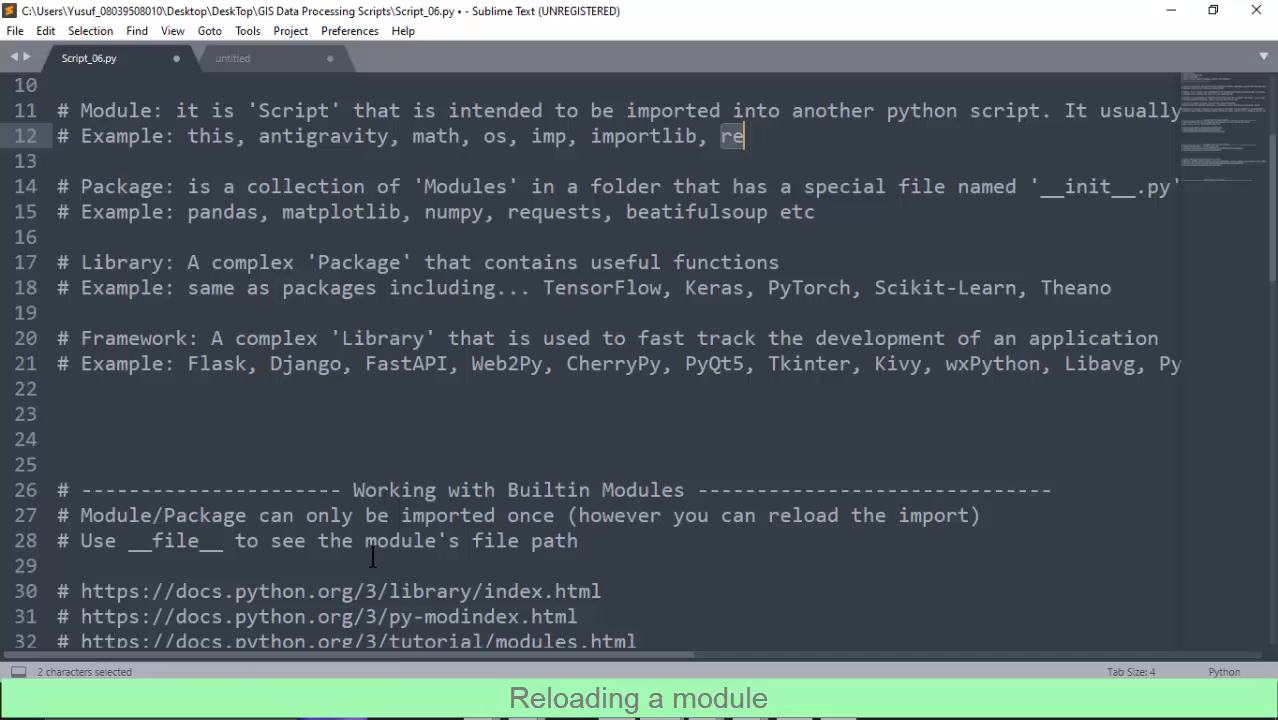 C:\Users\Yusuf_08039508010\Desktop\DeskTop\GIS Data Processing Scripts\Script_06.py • - Sublime Text (UNREGISTERED)
File Edit Selection Find View Goto Tools Project Preferences Help
Script_06.py untitled
10
11 # Module: it is 'Script' that is intended to be imported into another python script. It usually
12 # Example: this, antigravity, math, os, imp, importlib, re
13
14 # Package: is a collection of 'Modules' in a folder that has a special file named '__init__.py'
15 # Example: pandas, matplotlib, numpy, requests, beatifulsoup etc
16
17 # Library: A complex 'Package' that contains useful functions
18 # Example: same as packages including... TensorFlow, Keras, PyTorch, Scikit-Learn, Theano
19
20 # Framework: A complex 'Library' that is used to fast track the development of an application
21 # Example: Flask, Django, FastAPI, Web2Py, CherryPy, PyQt5, Tkinter, Kivy, wxPython, Libavg, Py
22
23
24
25
26 # ---------------------- Working with Builtin Modules ------------------------------
27 # Module/Package can only be imported once (however you can reload the import)
28 # Use __file__ to see the module's file path
29
30 # https://docs.python.org/3/library/index.html
31 # https://docs.python.org/3/py-modindex.html
32 # https://docs.python.org/3/tutorial/modules.html
2 characters selected Tab Size: 4 Python
Reloading a module